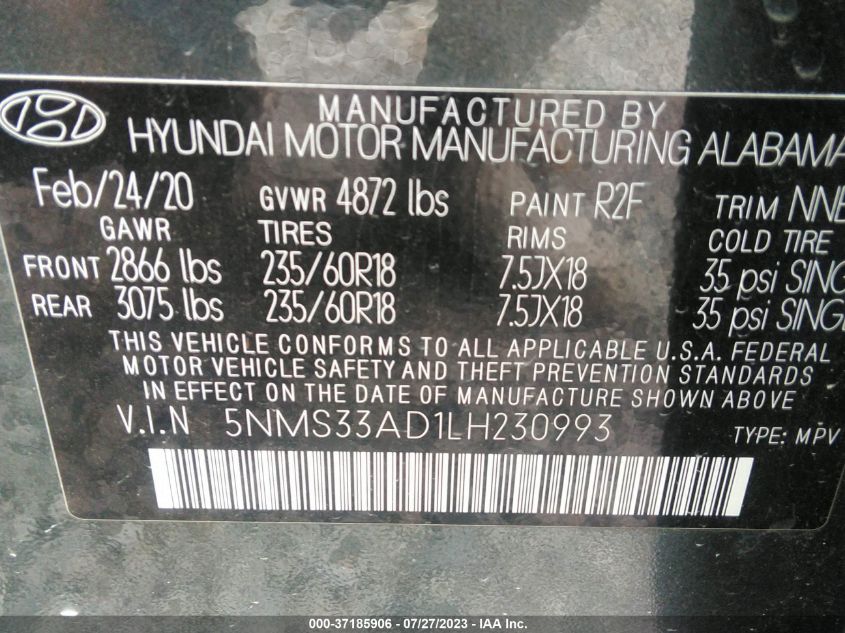 MANUFACTURED BY
HYUNDAI MOTOR MANUFACTURING ALABAMA
Feb/24/20 GVWR 4872 lbs PAINT R2F TRIM NNB
GAWR TIRES RIMS COLD TIRE
FRONT 2866 lbs 235/60R18 7.5JX18 35 psi SING
REAR 3075 lbs 235/60R18 7.5JX18 35 psi SINGL
THIS VEHICLE CONFORMS TO ALL APPLICABLE U.S.A. FEDERAL
MOTOR VEHICLE SAFETY AND THEFT PREVENTION STANDARDS
IN EFFECT ON THE DATE OF MANUFACTURE SHOWN ABOVE.
V.I.N 5NMS33AD1LH230993 TYPE: MPV
000-37185906 - 07/27/2023 - IAA Inc.